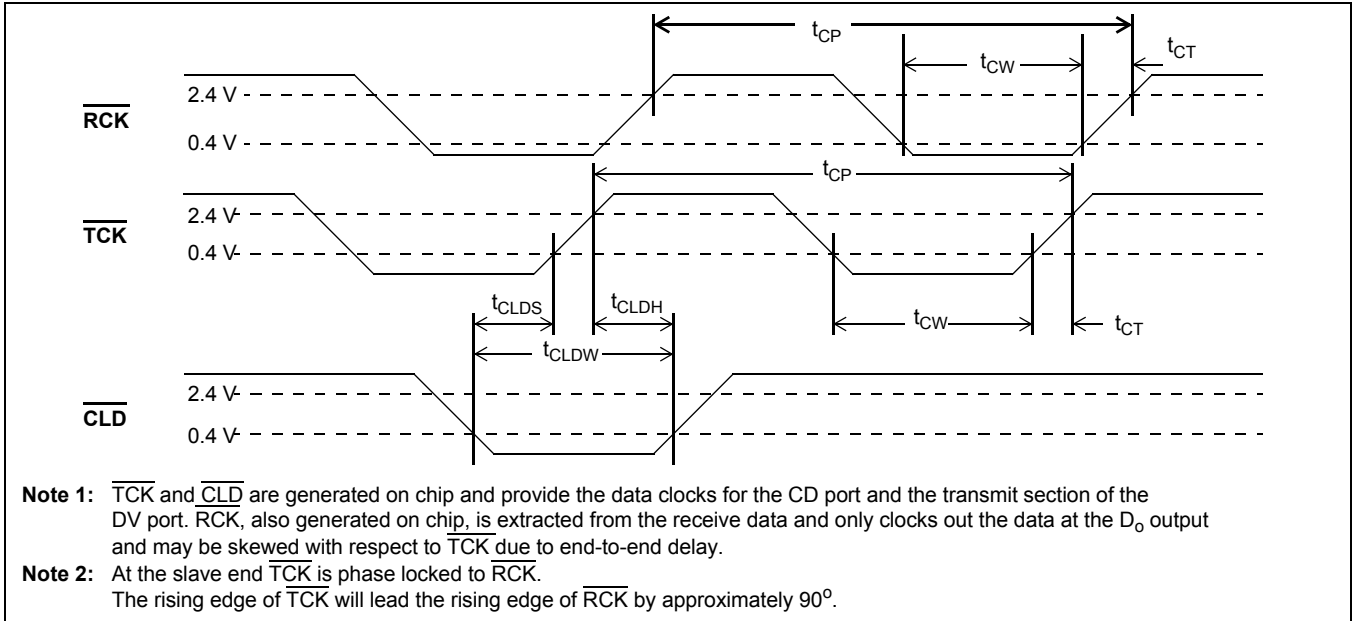 tCP
tCW
tCT
RCK
2.4 V
0.4 V
tCP
TCK
2.4 V
0.4 V
tCLDS
tCLDH
tCW
tCT
tCLDW
CLD
2.4 V
0.4 V
Note 1: TCK and CLD are generated on chip and provide the data clocks for the CD port and the transmit section of the
DV port. RCK, also generated on chip, is extracted from the receive data and only clocks out the data at the Do output
and may be skewed with respect to TCK due to end-to-end delay.
Note 2: At the slave end TCK is phase locked to RCK.
The rising edge of TCK will lead the rising edge of RCK by approximately 90°.